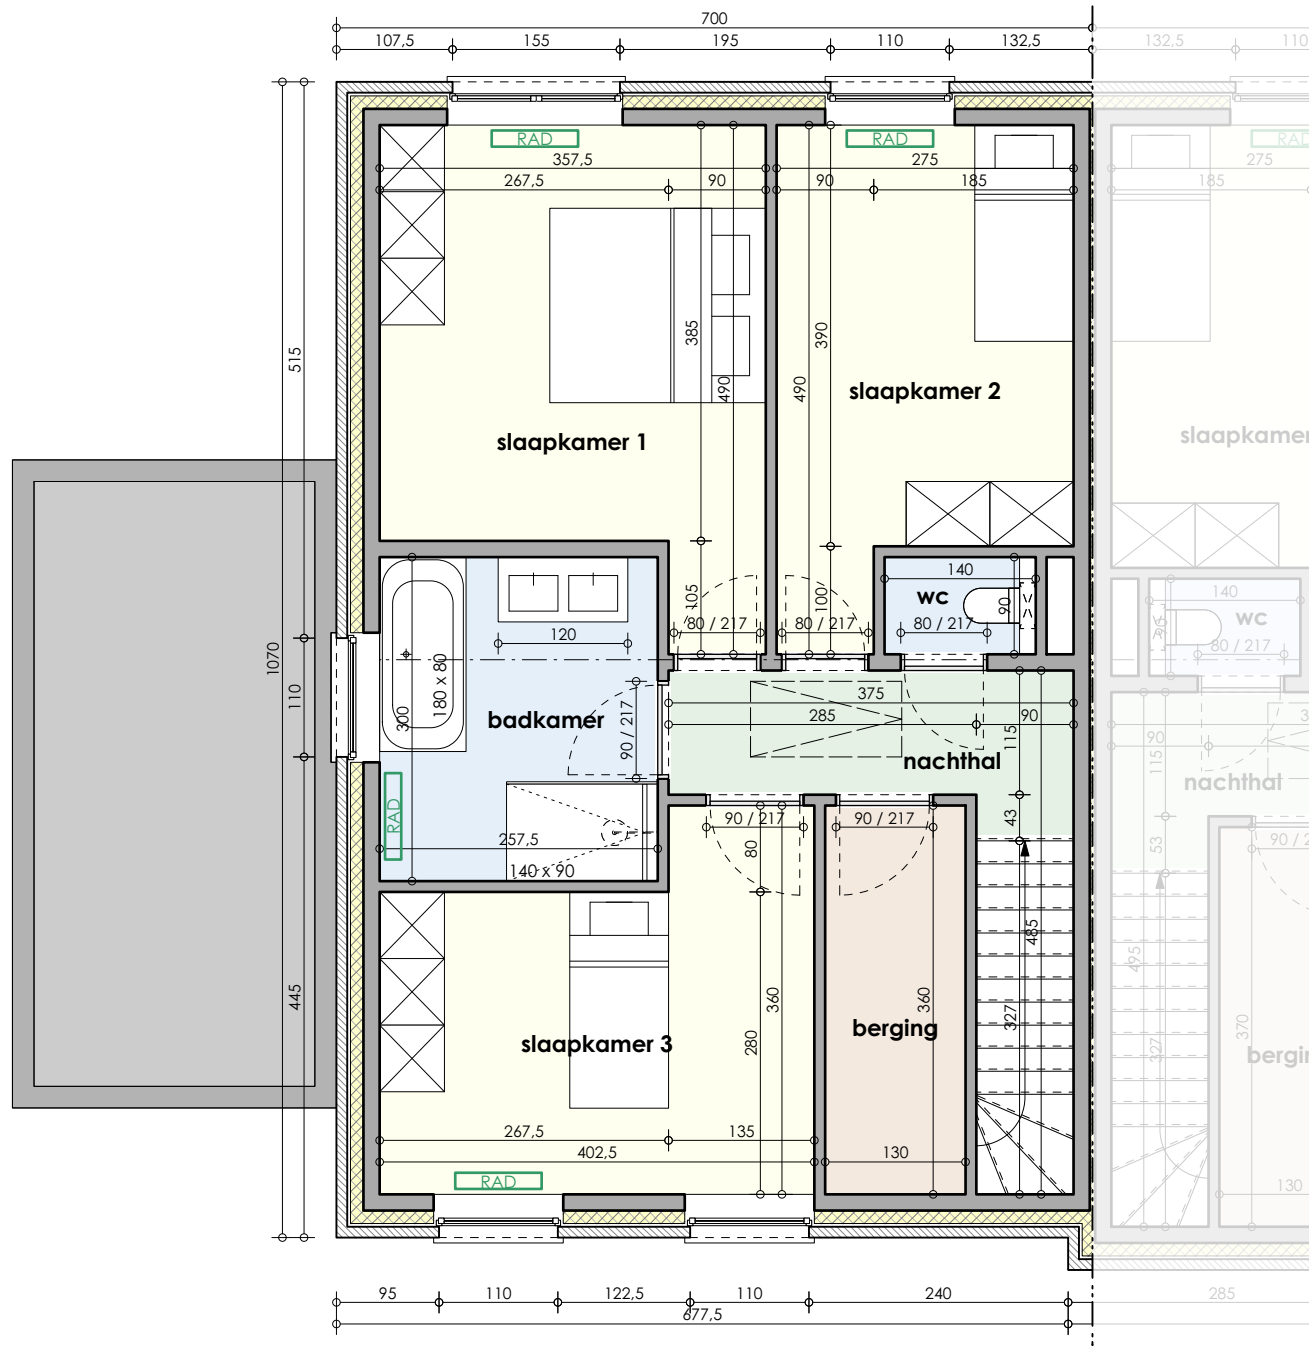 700
107,5 155 195 110 132,5 132,5 110
RAD RAD RAD
357,5 275 275
267,5 90 90 185 185
385 490 490 390
515
slaapkamer 2
slaapkamer 1 slaapkamer
140 140
wc wc
90 90
105 100
80 / 217 80 / 217 80 / 217 80 / 217
120
1070 110
180 x 80
300
badkamer
90 / 217
375
285 90 90
115 115
nachthal nachthal
RAD
43 53
90 / 217 90 / 217
80
257,5
140 x 90
485 495
445
360 360 370
327 327
280
slaapkamer 3 berging
267,5 135
402,5 130 130
RAD
95 110 122,5 110 240 285
677,5